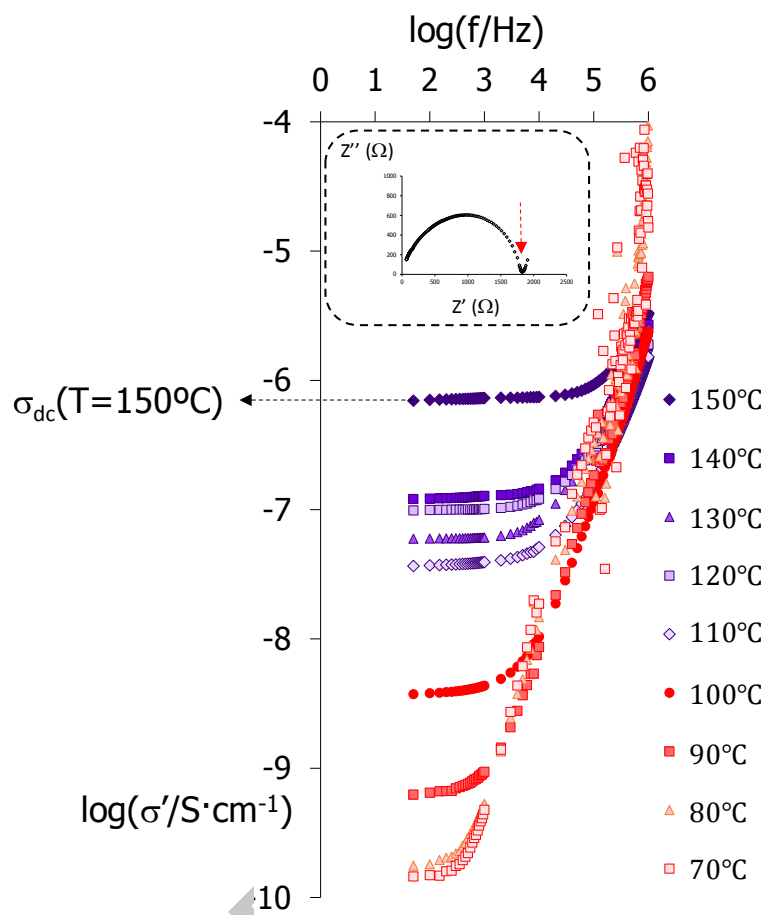 log(f/Hz)
0 1 2 3 4 5 6
-4
Z'' (Ω)
1000
800
600
400
200
0
0 500 1000 1500 2000 2500
Z' (Ω)
-5
-6
σdc(T=150ºC)
150°C
140°C
-7
130°C
120°C
110°C
-8
100°C
90°C
-9
log(σ'/S·cm-1)
80°C
70°C
-10